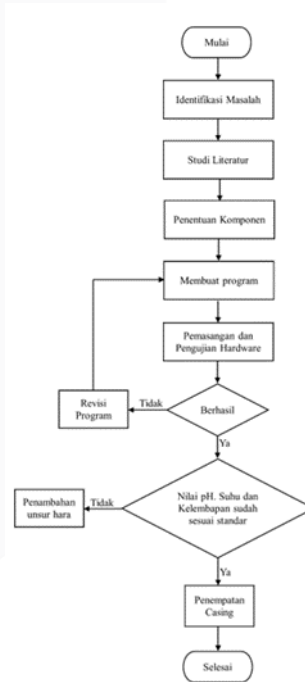 Mulai
Identifikasi Masalah
Studi Literatur
Penentuan Komponen
Membuat program
Pemasangan dan
Pengujian Hardware
Revisi
Program
Tidak
Berhasil
Ya
Penambahan
unsur hara
Tidak
Nilai pH. Suhu dan
Kelembapan sudah
sesuai standar
Ya
Penempatan
Casing
Selesai